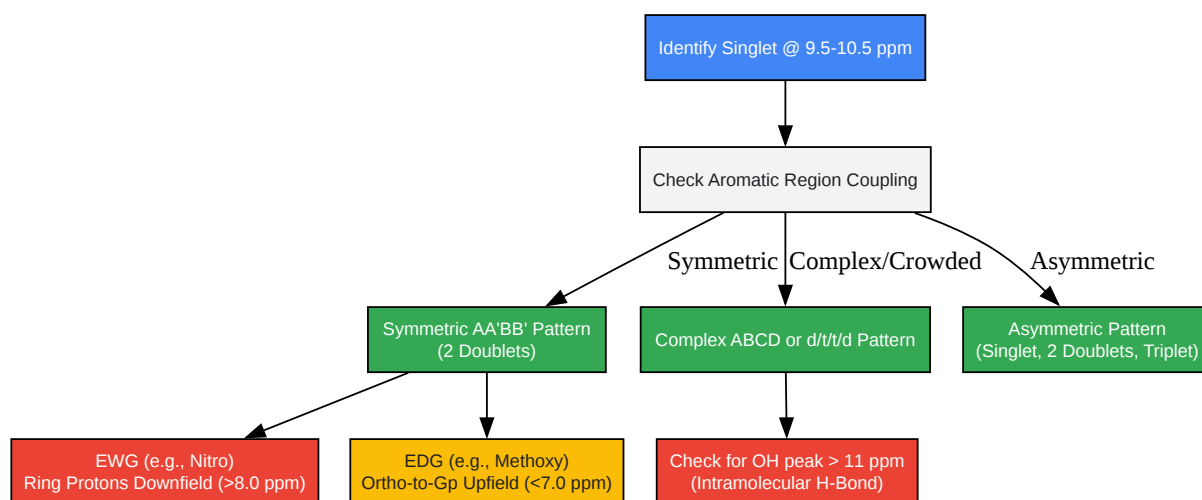 Identify Singlet @ 9.5-10.5 ppm
Check Aromatic Region Coupling
Symmetric
Complex/Crowded
Asymmetric
Symmetric AA'BB' Pattern
(2 Doublets)
Complex ABCD or d/t/t/d Pattern
Asymmetric Pattern
(Singlet, 2 Doublets, Triplet)
EWG (e.g., Nitro)
Ring Protons Downfield (>8.0 ppm)
EDG (e.g., Methoxy)
Ortho-to-Gp Upfield (<7.0 ppm)
Check for OH peak > 11 ppm
(Intramolecular H-Bond)